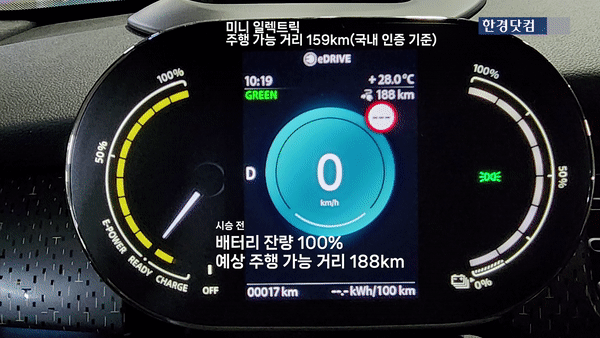 미니 일렉트릭
주행 가능 거리 159km(국내 인증 기준)
한경닷컴
eDRIVE
10:19
+ 28.0 °C
GREEN
188 km
---
100%
50%
E-POWER
READY
CHARGE
OFF
D
0
km/h
100%
50%
0%
시승 전
배터리 잔량 100%
예상 주행 가능 거리 188km
00017 km
--.- kWh/100 km